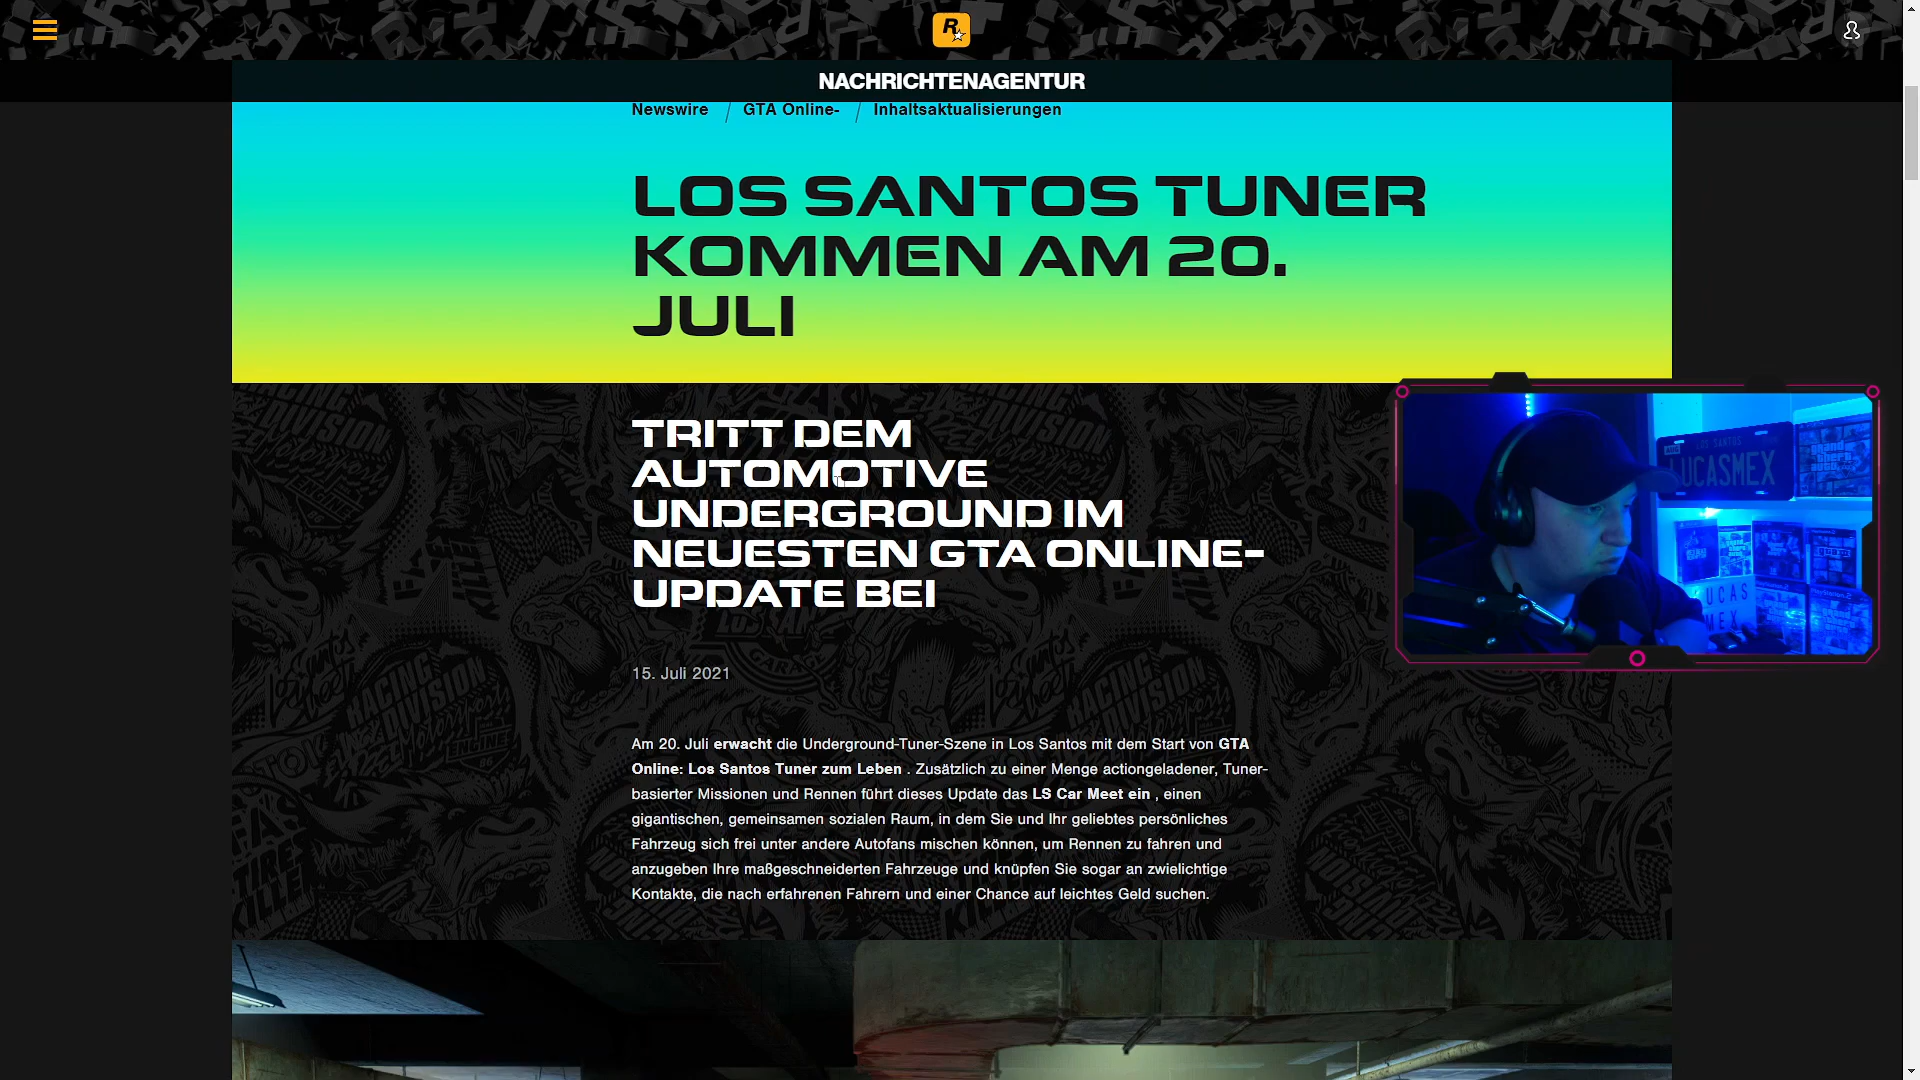 NACHRICHTENAGENTUR
Newswire / GTA Online- / Inhaltsaktualisierungen
LOS SANTOS TUNER
KOMMEN AM 20.
JULI
TRITT DEM
AUTOMOTIVE
UNDERGROUND IM
NEUESTEN GTA ONLINE-
UPDATE BEI
15. Juli 2021
Am 20. Juli erwacht die Underground-Tuner-Szene in Los Santos mit dem Start von GTA
Online: Los Santos Tuner zum Leben . Zusätzlich zu einer Menge actiongeladener, Tuner-
basierter Missionen und Rennen führt dieses Update das LS Car Meet ein , einen
gigantischen, gemeinsamen sozialen Raum, in dem Sie und Ihr geliebtes persönliches
Fahrzeug sich frei unter andere Autofans mischen können, um Rennen zu fahren und
anzugeben Ihre maßgeschneiderten Fahrzeuge und knüpfen Sie sogar an zwielichtige
Kontakte, die nach erfahrenen Fahrern und einer Chance auf leichtes Geld suchen.
LOS SANTOS
LUCASMEX
LUCAS
MEX